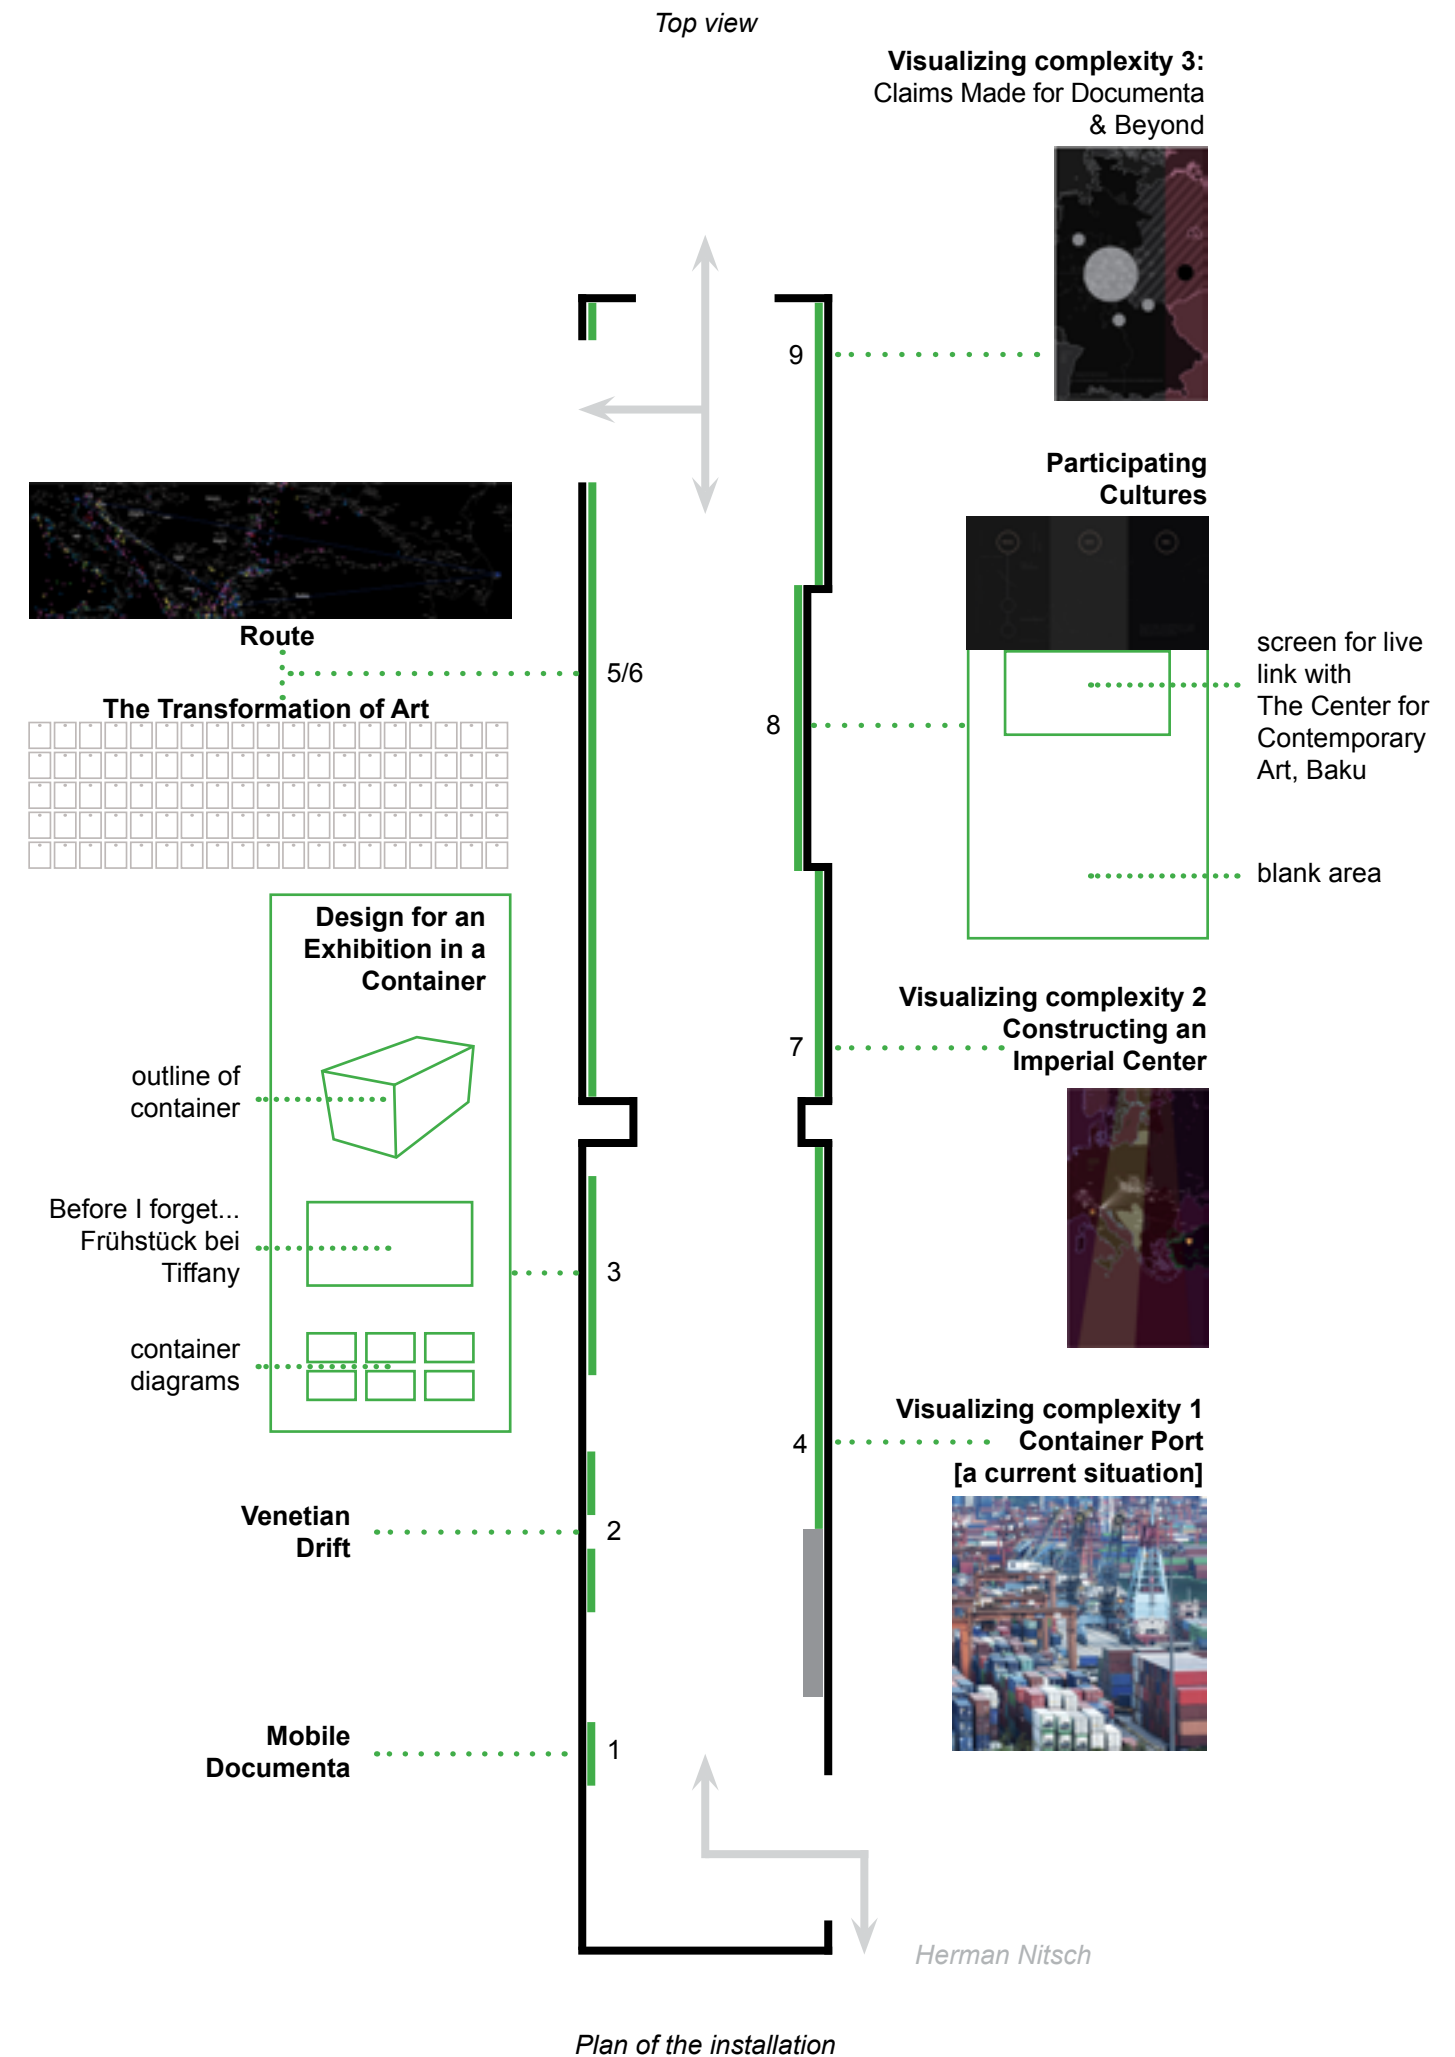 Top view
Visualizing complexity 3:
Claims Made for Documenta
& Beyond
9
Participating
Cultures
screen for live
link with
The Center for
Contemporary
Art, Baku
blank area
8
Route
5/6
The Transformation of Art
Design for an
Exhibition in a
Container
outline of
container
Before I forget...
Frühstück bei
Tiffany
container
diagrams
3
Visualizing complexity 2
Constructing an
Imperial Center
7
Visualizing complexity 1
Container Port
[a current situation]
4
Venetian
Drift
2
Mobile
Documenta
1
Herman Nitsch
Plan of the installation